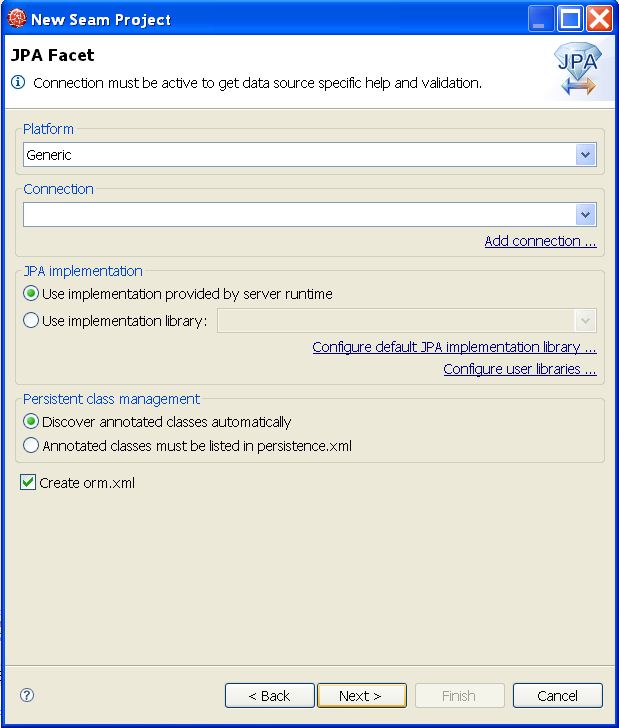 New Seam Project
JPA Facet
Connection must be active to get data source specific help and validation.
JPA
Platform
Generic
Connection
Add connection ...
JPA implementation
Use implementation provided by server runtime
Use implementation library:
Configure default JPA implementation library ...
Configure user libraries ...
Persistent class management
Discover annotated classes automatically
Annotated classes must be listed in persistence.xml
Create orm.xml
? < Back Next > Finish Cancel